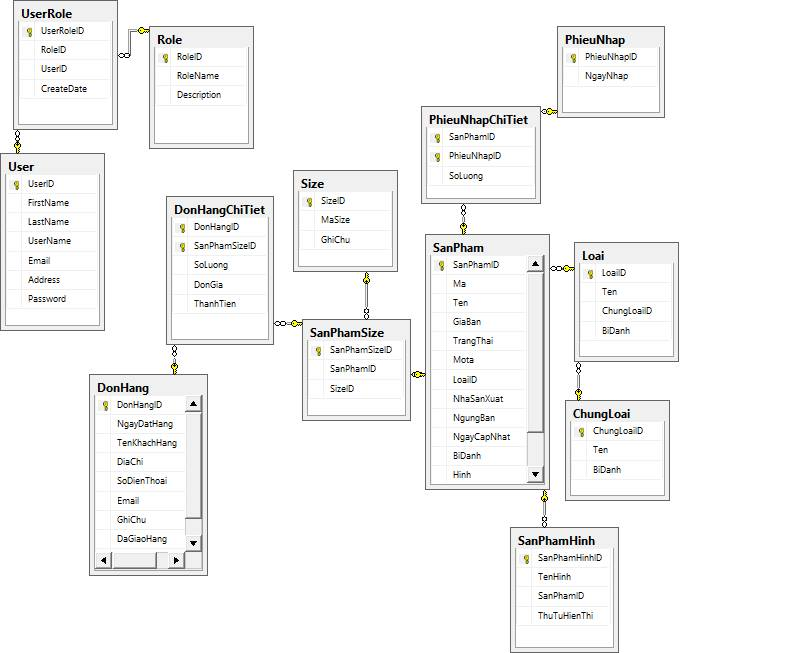 UserRole
UserRoleID
RoleID
UserID
CreateDate
Role
RoleID
RoleName
Description
PhieuNhap
PhieuNhapID
NgayNhap
PhieuNhapChiTiet
SanPhamID
PhieuNhapID
SoLuong
User
UserID
FirstName
LastName
UserName
Email
Address
Password
DonHangChiTiet
DonHangID
SanPhamSizeID
SoLuong
DonGia
ThanhTien
Size
SizeID
MaSize
GhiChu
SanPham
SanPhamID
Ma
Ten
GiaBan
TrangThai
Mota
LoaiID
NhaSanXuat
NgungBan
NgayCapNhat
BiDanh
Hinh
Loai
LoaiID
Ten
ChungLoaiID
BiDanh
SanPhamSize
SanPhamSizeID
SanPhamID
SizeID
DonHang
DonHangID
NgayDatHang
TenKhachHang
DiaChi
SoDienThoai
Email
GhiChu
DaGiaoHang
ChungLoai
ChungLoaiID
Ten
BiDanh
SanPhamHinh
SanPhamHinhID
TenHinh
SanPhamID
ThuTuHienThi